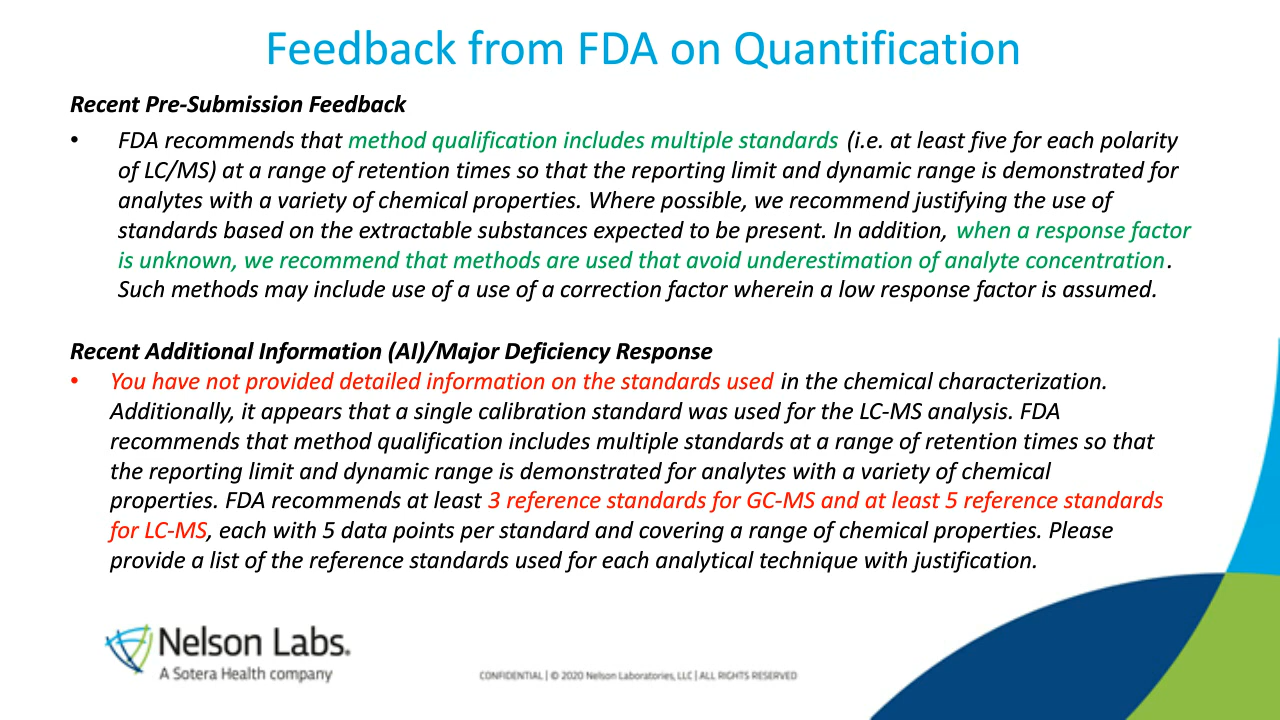 Feedback from FDA on Quantification
Recent Pre-Submission Feedback
• FDA recommends that method qualification includes multiple standards (i.e. at least five for each polarity
of LC/MS) at a range of retention times so that the reporting limit and dynamic range is demonstrated for
analytes with a variety of chemical properties. Where possible, we recommend justifying the use of
standards based on the extractable substances expected to be present. In addition, when a response factor
is unknown, we recommend that methods are used that avoid underestimation of analyte concentration.
Such methods may include use of a use of a correction factor wherein a low response factor is assumed.
Recent Additional Information (AI)/Major Deficiency Response
• You have not provided detailed information on the standards used in the chemical characterization.
Additionally, it appears that a single calibration standard was used for the LC-MS analysis. FDA
recommends that method qualification includes multiple standards at a range of retention times so that
the reporting limit and dynamic range is demonstrated for analytes with a variety of chemical
properties. FDA recommends at least 3 reference standards for GC-MS and at least 5 reference standards
for LC-MS, each with 5 data points per standard and covering a range of chemical properties. Please
provide a list of the reference standards used for each analytical technique with justification.
Nelson Labs.
A Sotera Health company
CONFIDENTIAL | © 2020 Nelson Laboratories, LLC | ALL RIGHTS RESERVED